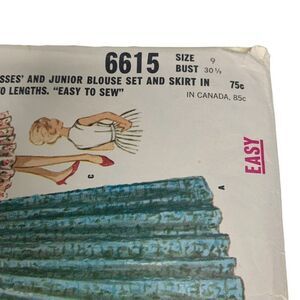 6615
SIZE 9
BUST 30½
SSES' AND JUNIOR BLOUSE SET AND SKIRT IN
O LENGTHS. "EASY TO SEW"
75¢
IN CANADA, 85¢
EASY
C
A